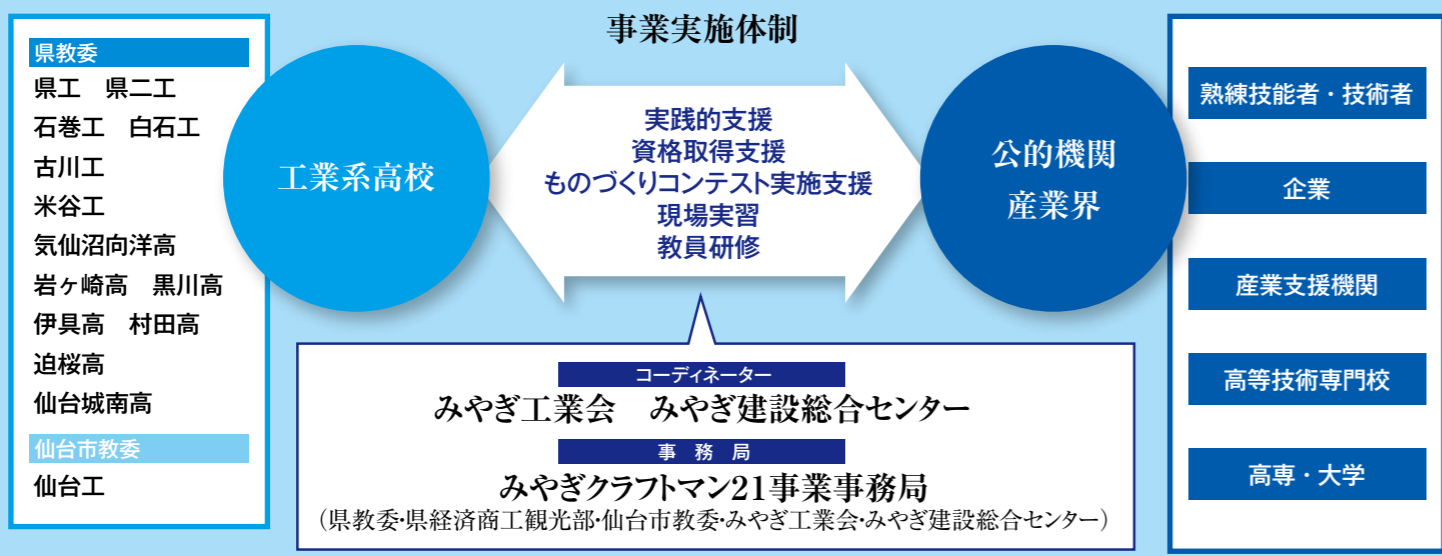 事業実施体制
県教委
県工　県二工
石巻工　白石工
古川工
米谷工
気仙沼向洋高
岩ヶ崎高　黒川高
伊具高　村田高
迫桜高
仙台城南高
仙台市教委
仙台工
工業系高校
実践的支援
資格取得支援
ものづくりコンテスト実施支援
現場実習
教員研修
公的機関
産業界
熟練技能者・技術者
企業
産業支援機関
高等技術専門校
高専・大学
コーディネーター
みやぎ工業会　みやぎ建設総合センター
事　務　局
みやぎクラフトマン21事業事務局
（県教委・県経済商工観光部・仙台市教委・みやぎ工業会・みやぎ建設総合センター）